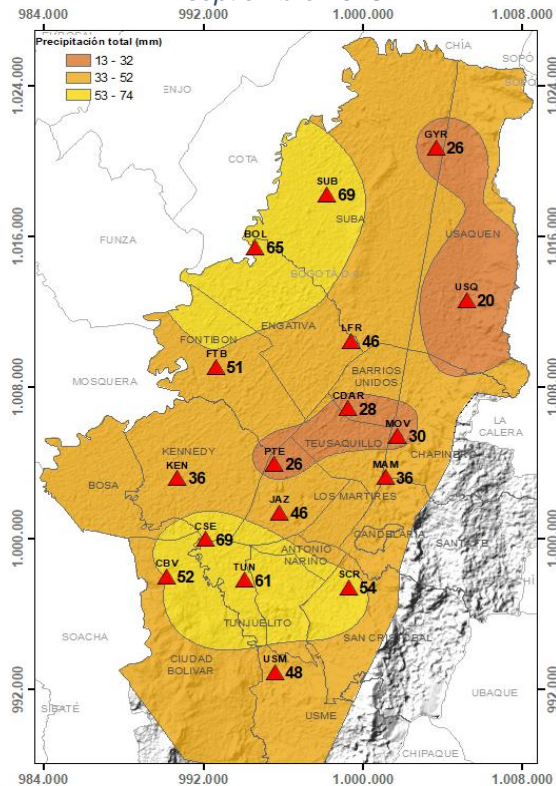 984.000 992.000 1.000.000 1.008.000
Precipitación total (mm)
13 - 32
33 - 52
53 - 74
CHÍA
SOPÓ
1.024.000
1.024.000
ENJO
GYR
26
COTA
SUB
69
SUBA
1.016.000
1.016.000
FUNZA
BOL
65
USAQUEN
BOGOTÁ D.C.
USQ
20
ENGATIVA
LFR
46
FONTIBON
FTB
51
BARRIOS
UNIDOS
1.008.000
1.008.000
MOSQUERA
CDAR
28
LA
CALERA
MOV
30
TEUSAQUILLO
CHAPINERO
KENNEDY
PTE
26
KEN
36
MAM
36
BOSA
LOS MARTIRES
JAZ
46
CSE
69
1.000.000
1.000.000
CANDELARIA
SANTA FE
ANTONIO
NARIÑO
CBV
52
TUN
61
SCR
54
TUNJUELITO
SOACHA
SAN CRISTOBAL
CIUDAD
BOLIVAR
USM
48
992.000
992.000
SIBATÉ
USME
UBAQUE
CHIPAQUE
984.000 992.000 1.000.000 1.008.000